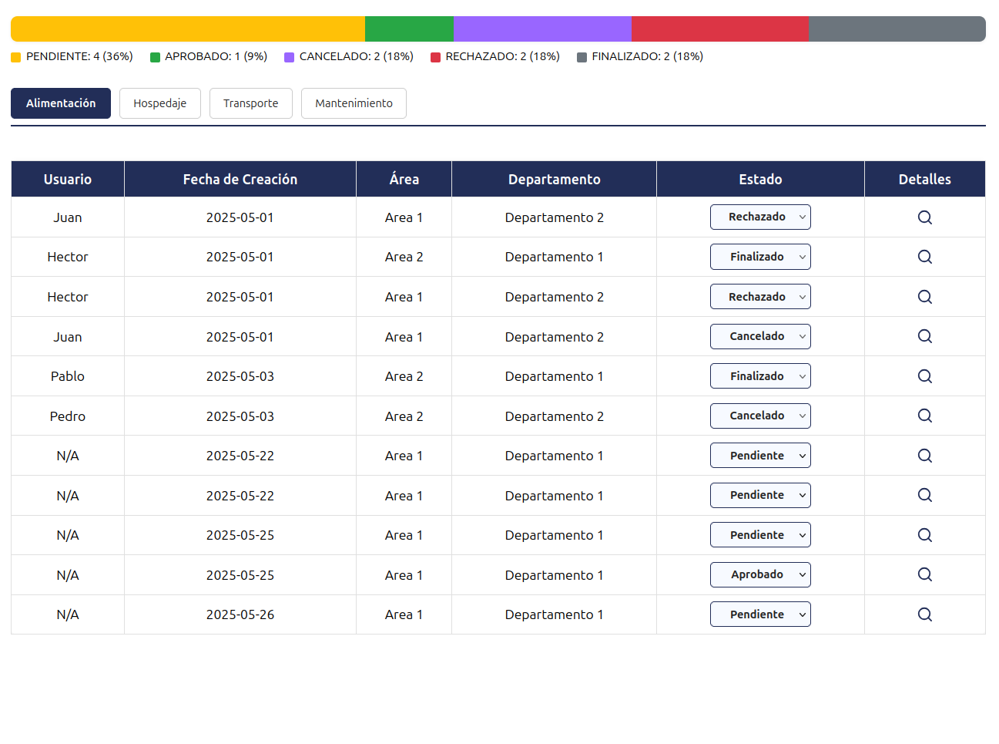 PENDIENTE: 4 (36%) APROBADO: 1 (9%) CANCELADO: 2 (18%) RECHAZADO: 2 (18%) FINALIZADO: 2 (18%)
Alimentación Hospedaje Transporte Mantenimiento
Usuario Fecha de Creación Área Departamento Estado Detalles
Juan 2025-05-01 Area 1 Departamento 2 Rechazado
Hector 2025-05-01 Area 2 Departamento 1 Finalizado
Hector 2025-05-01 Area 1 Departamento 2 Rechazado
Juan 2025-05-01 Area 1 Departamento 2 Cancelado
Pablo 2025-05-03 Area 2 Departamento 1 Finalizado
Pedro 2025-05-03 Area 2 Departamento 2 Cancelado
N/A 2025-05-22 Area 1 Departamento 1 Pendiente
N/A 2025-05-22 Area 1 Departamento 1 Pendiente
N/A 2025-05-25 Area 1 Departamento 1 Pendiente
N/A 2025-05-25 Area 1 Departamento 1 Aprobado
N/A 2025-05-26 Area 1 Departamento 1 Pendiente